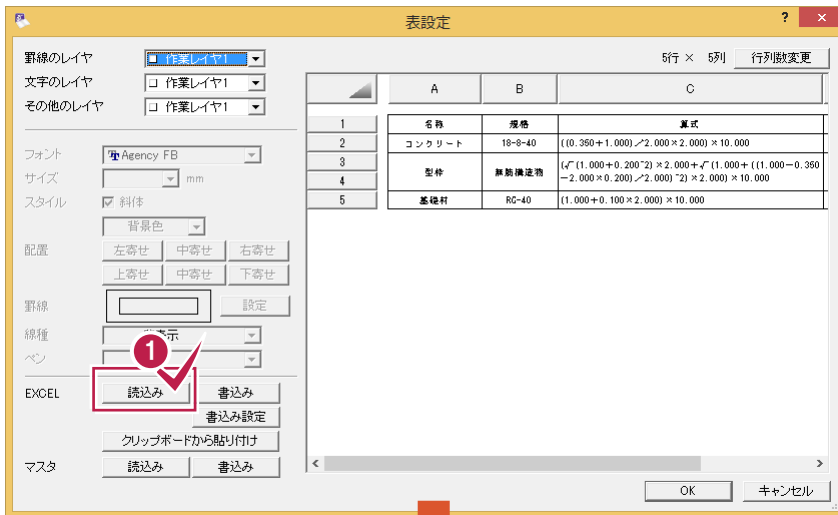 表設定
? ×
罫線のレイヤ 作業レイヤ1
文字のレイヤ 作業レイヤ1
その他のレイヤ 作業レイヤ1
5行 × 5列 行列数変更
フォント Agency FB
サイズ mm
スタイル 斜体
背景色
配置 左寄せ 中寄せ 右寄せ
上寄せ 中寄せ 下寄せ
罫線 設定
線種
ペン
1
EXCEL 読込み 書込み
書込み設定
クリップボードから貼り付け
マスタ 読込み 書込み
A B C
1 名称 規格 算式
2 コンクリート 18-8-40 ((0.350+1.000)／2.000×2.000)×10.000
3 型枠 無筋構造物 (√(1.000+0.200^2)×2.000+√(1.000+((1.000-0.350
4 -2.000×0.200)／2.000)^2)×2.000)×10.000
5 基礎材 RC-40 (1.000+0.100×2.000)×10.000
OK キャンセル